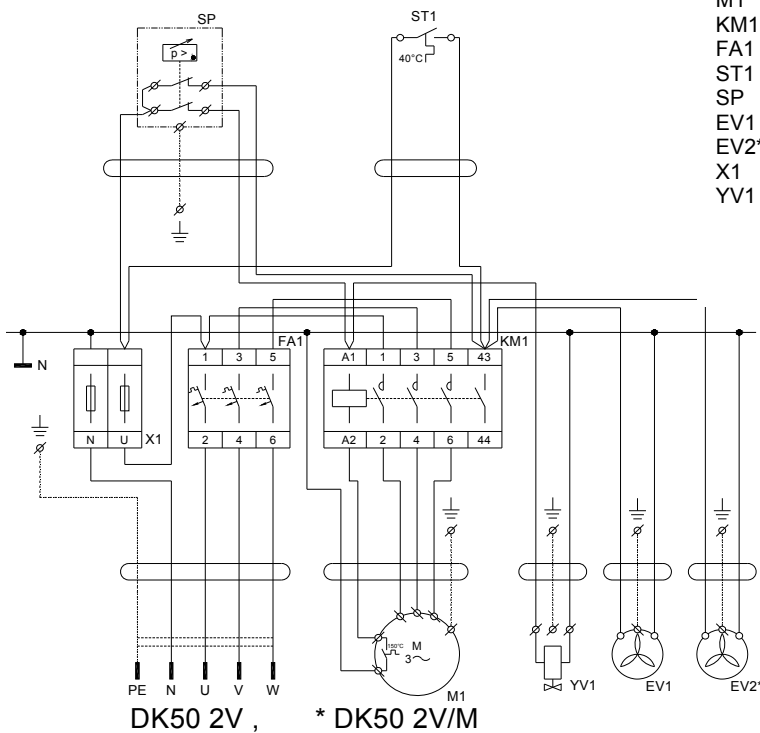 SP
p >
ST1
40°C
KM1
FA1
ST1
SP
EV1
EV2*
X1
YV1
N
FA1
KM1
1 3 5
A1 1 3 5 43
N U
X1
2 4 6
A2 2 4 6 44
150°C
M
3
M1
YV1
EV1
EV2*
PE N U V W
DK50 2V , * DK50 2V/M